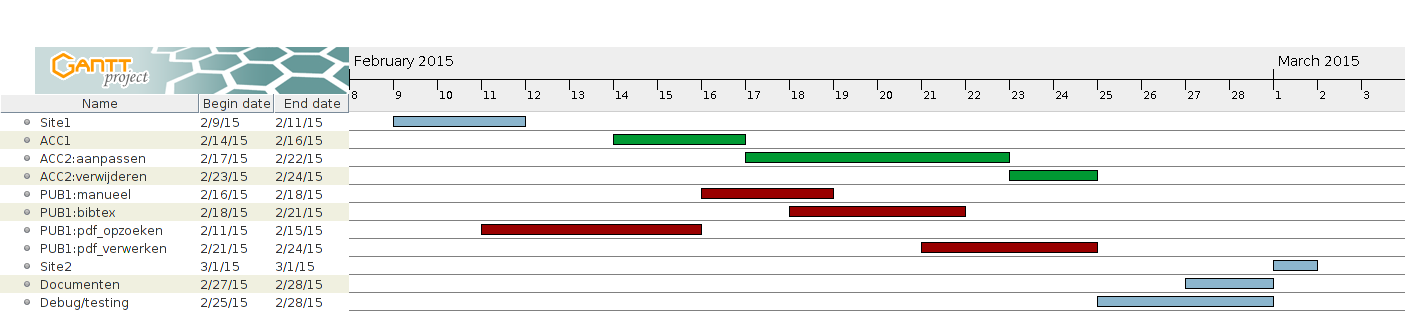 February 2015 March 2015
GANTT
project
Name Begin date End date 8 9 10 11 12 13 14 15 16 17 18 19 20 21 22 23 24 25 26 27 28 1 2 3
Site1 2/9/15 2/11/15
ACC1 2/14/15 2/16/15
ACC2:aanpassen 2/17/15 2/22/15
ACC2:verwijderen 2/23/15 2/24/15
PUB1:manueel 2/16/15 2/18/15
PUB1:bibtex 2/18/15 2/21/15
PUB1:pdf_opzoeken 2/11/15 2/15/15
PUB1:pdf_verwerken 2/21/15 2/24/15
Site2 3/1/15 3/1/15
Documenten 2/27/15 2/28/15
Debug/testing 2/25/15 2/28/15